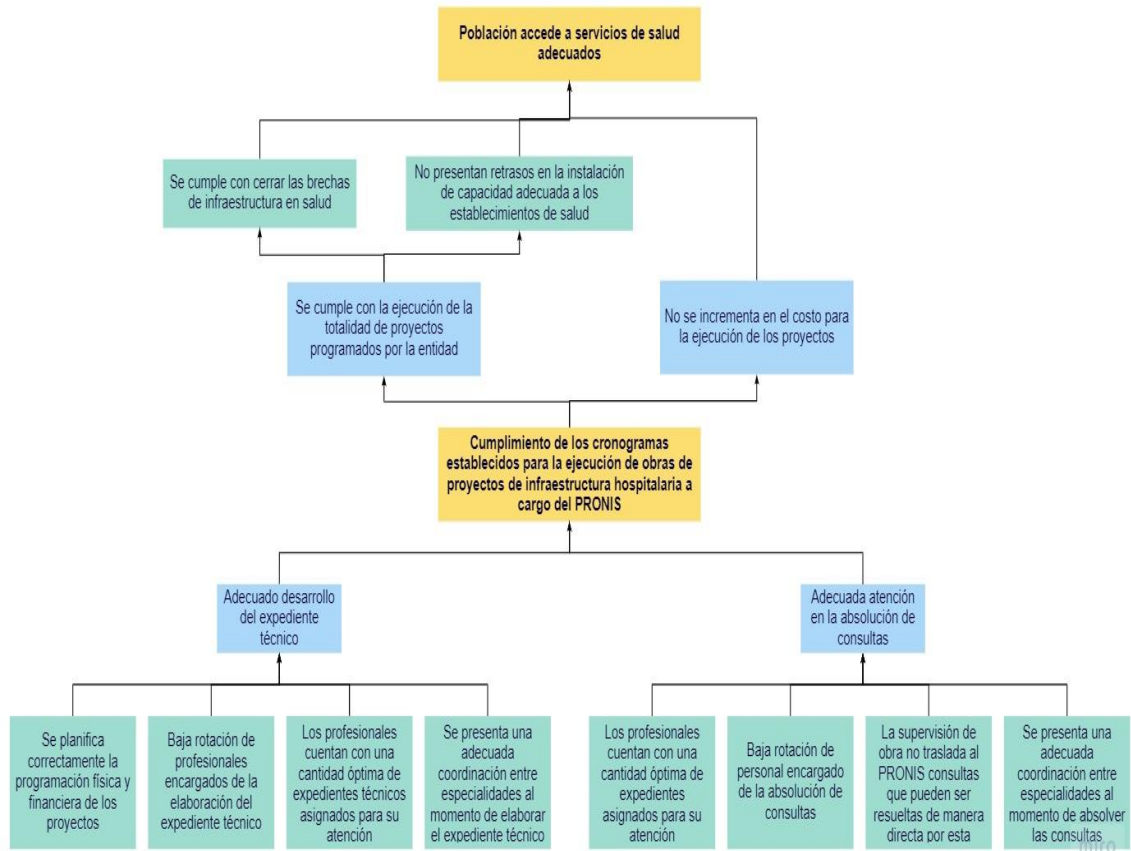 Población accede a servicios de salud
adecuados
Se cumple con cerrar las brechas
de infraestructura en salud
No presentan retrasos en la instalación
de capacidad adecuada a los
establecimientos de salud
Se cumple con la ejecución de la
totalidad de proyectos
programados por la entidad
No se incrementa en el costo para
la ejecución de los proyectos
Cumplimiento de los cronogramas
establecidos para la ejecución de obras de
proyectos de infraestructura hospitalaria a
cargo del PRONIS
Adecuado desarrollo
del expediente
técnico
Adecuada atención
en la absolución de
consultas
Se planifica
correctamente la
programación física y
financiera de los
proyectos
Baja rotación de
profesionales
encargados de la
elaboración del
expediente técnico
Los profesionales
cuentan con una
cantidad óptima de
expedientes técnicos
asignados para su
atención
Se presenta una
adecuada
coordinación entre
especialidades al
momento de elaborar
el expediente técnico
Los profesionales
cuentan con una
cantidad óptima de
expedientes
asignados para su
atención
Baja rotación de
personal encargado
de la absolución de
consultas
La supervisión de
obra no traslada al
PRONIS consultas
que pueden ser
resueltas de manera
directa por esta
Se presenta una
adecuada
coordinación entre
especialidades al
momento de absolver
las consultas
miro